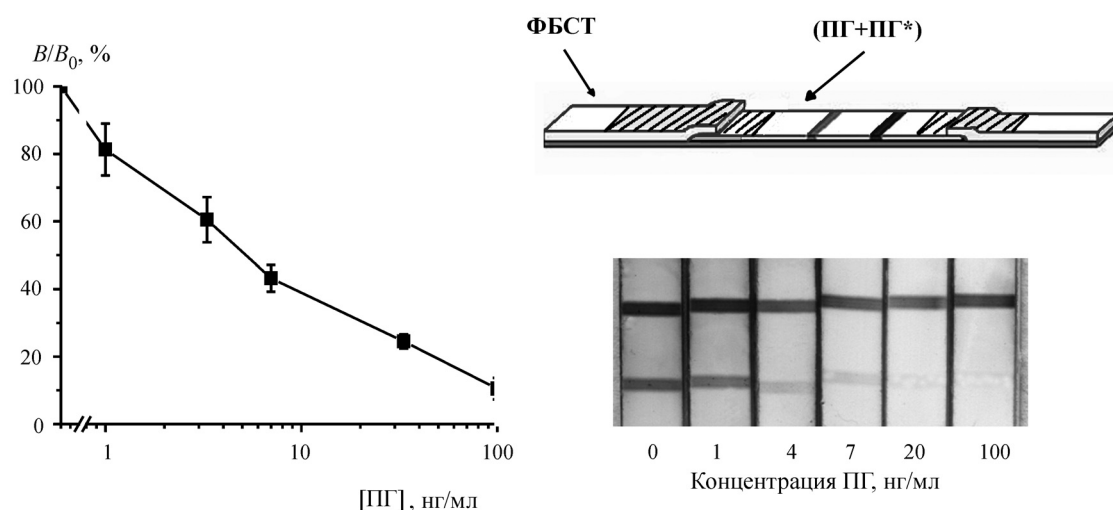 ФБСТ
(ПГ+ПГ*)
B/B₀, %
100
80
60
40
20
0
1
10
100
[ПГ], нг/мл
0 1 4 7 20 100
Концентрация ПГ, нг/мл